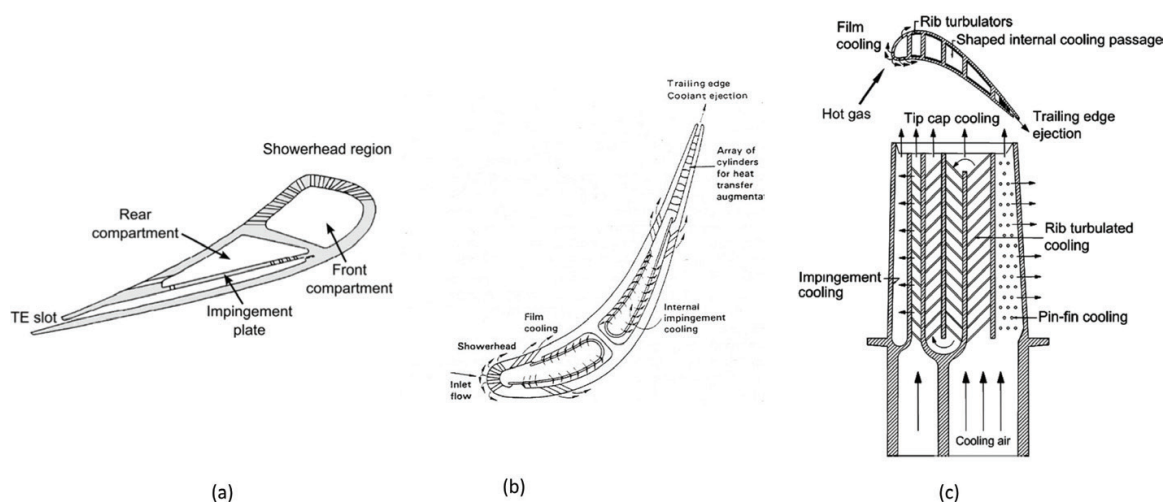 Showerhead region
Rear
compartment
Front
compartment
Impingement
plate
TE slot
(a)
Trailing edge
Coolant ejection
Array of
cylinders
for heat
transfer
augmenta
Internal
impingement
cooling
Film
cooling
Showerhead
Inlet
flow
(b)
Rib turbulators
Film
cooling
Shaped internal cooling passage
Hot gas
Trailing edge
ejection
Tip cap cooling
Rib turbulated
cooling
Impingement
cooling
Pin-fin cooling
Cooling air
(c)